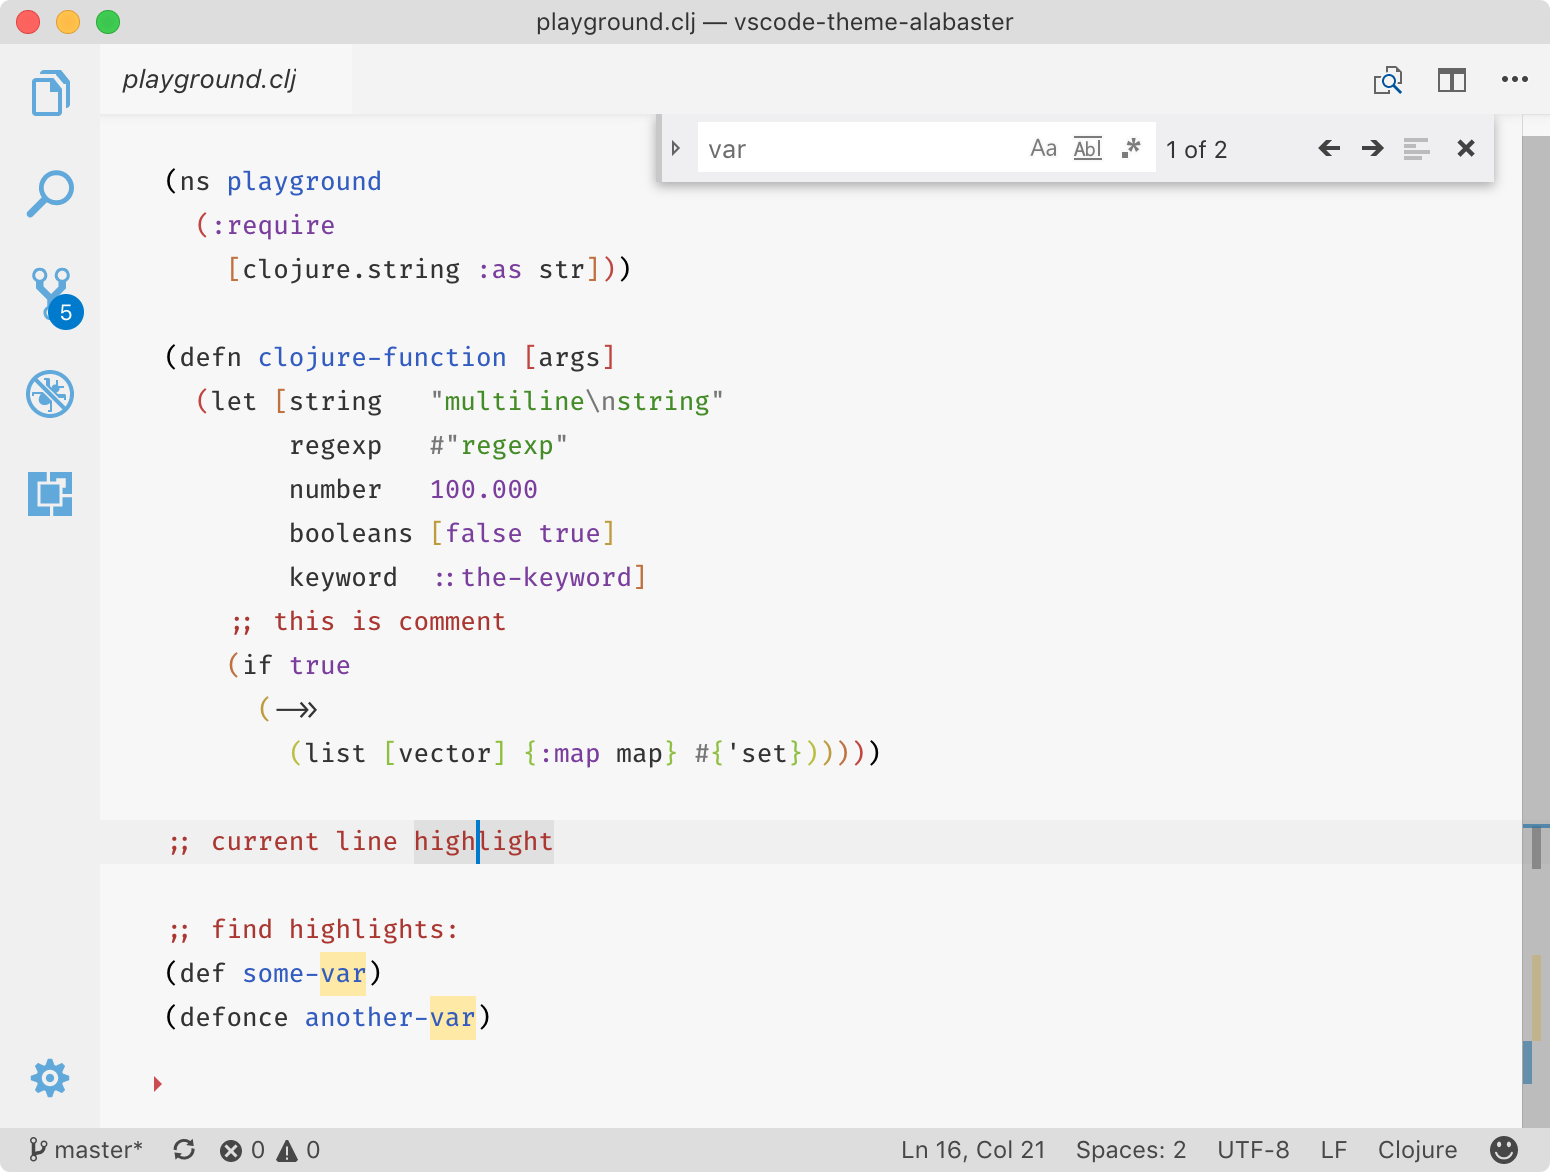 playground.clj — vscode-theme-alabaster
playground.clj
var Aa Abl .* 1 of 2
(ns playground
  (:require
    [clojure.string :as str]))
5
(defn clojure-function [args]
  (let [string   "multiline\nstring"
        regexp   #"regexp"
        number   100.000
        booleans [false true]
        keyword  ::the-keyword]
    ;; this is comment
    (if true
      (->>
        (list [vector] {:map map} #{'set})))))
;; current line highlight
;; find highlights:
(def some-var)
(defonce another-var)
master* 0 0 Ln 16, Col 21 Spaces: 2 UTF-8 LF Clojure